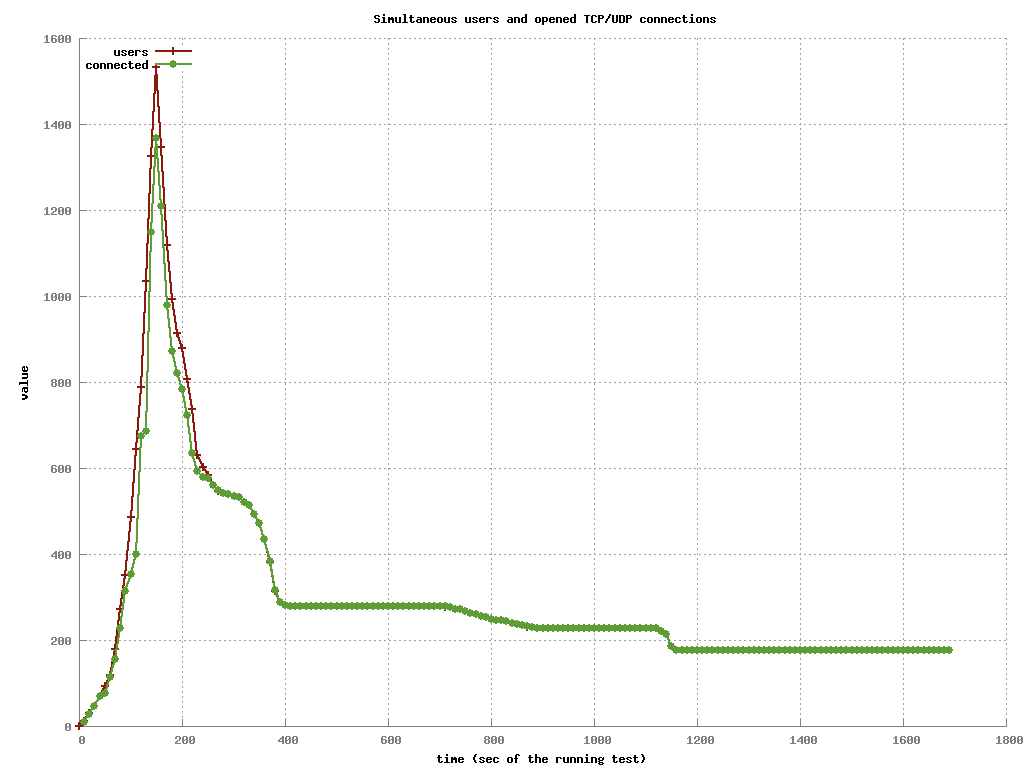 Simultaneous users and opened TCP/UDP connections
users
connected
1600
1400
1200
1000
800
600
400
200
0
value
0 200 400 600 800 1000 1200 1400 1600 1800
time (sec of the running test)